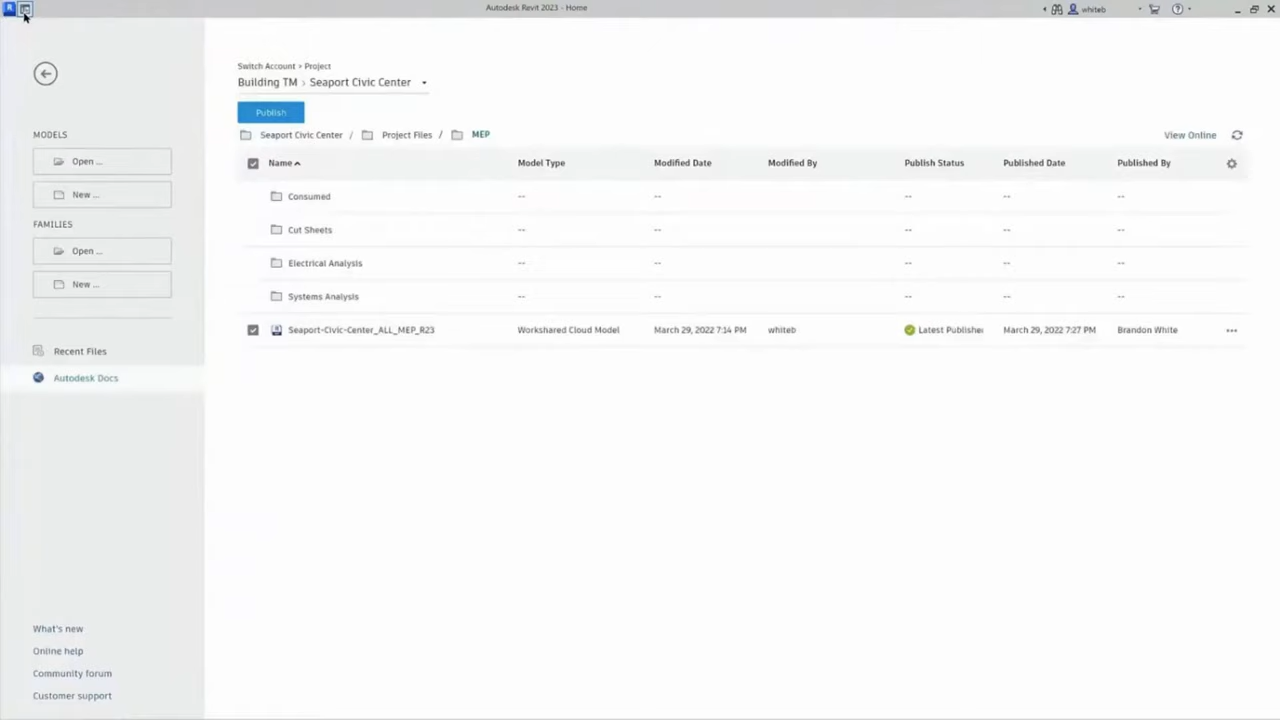 Autodesk Revit 2023 - Home
whiteb
Switch Account > Project
Building TM > Seaport Civic Center
Publish
Seaport Civic Center / Project Files / MEP
View Online
MODELS
Open ...
New ...
FAMILIES
Open ...
New ...
Recent Files
Autodesk Docs
Name Model Type Modified Date Modified By Publish Status Published Date Published By
Consumed -- -- -- -- -- --
Cut Sheets -- -- -- -- -- --
Electrical Analysis -- -- -- -- -- --
Systems Analysis -- -- -- -- -- --
Seaport-Civic-Center_ALL_MEP_R23 Workshared Cloud Model March 29, 2022 7:14 PM whiteb Latest Publishe March 29, 2022 7:27 PM Brandon White ...
What's new
Online help
Community forum
Customer support